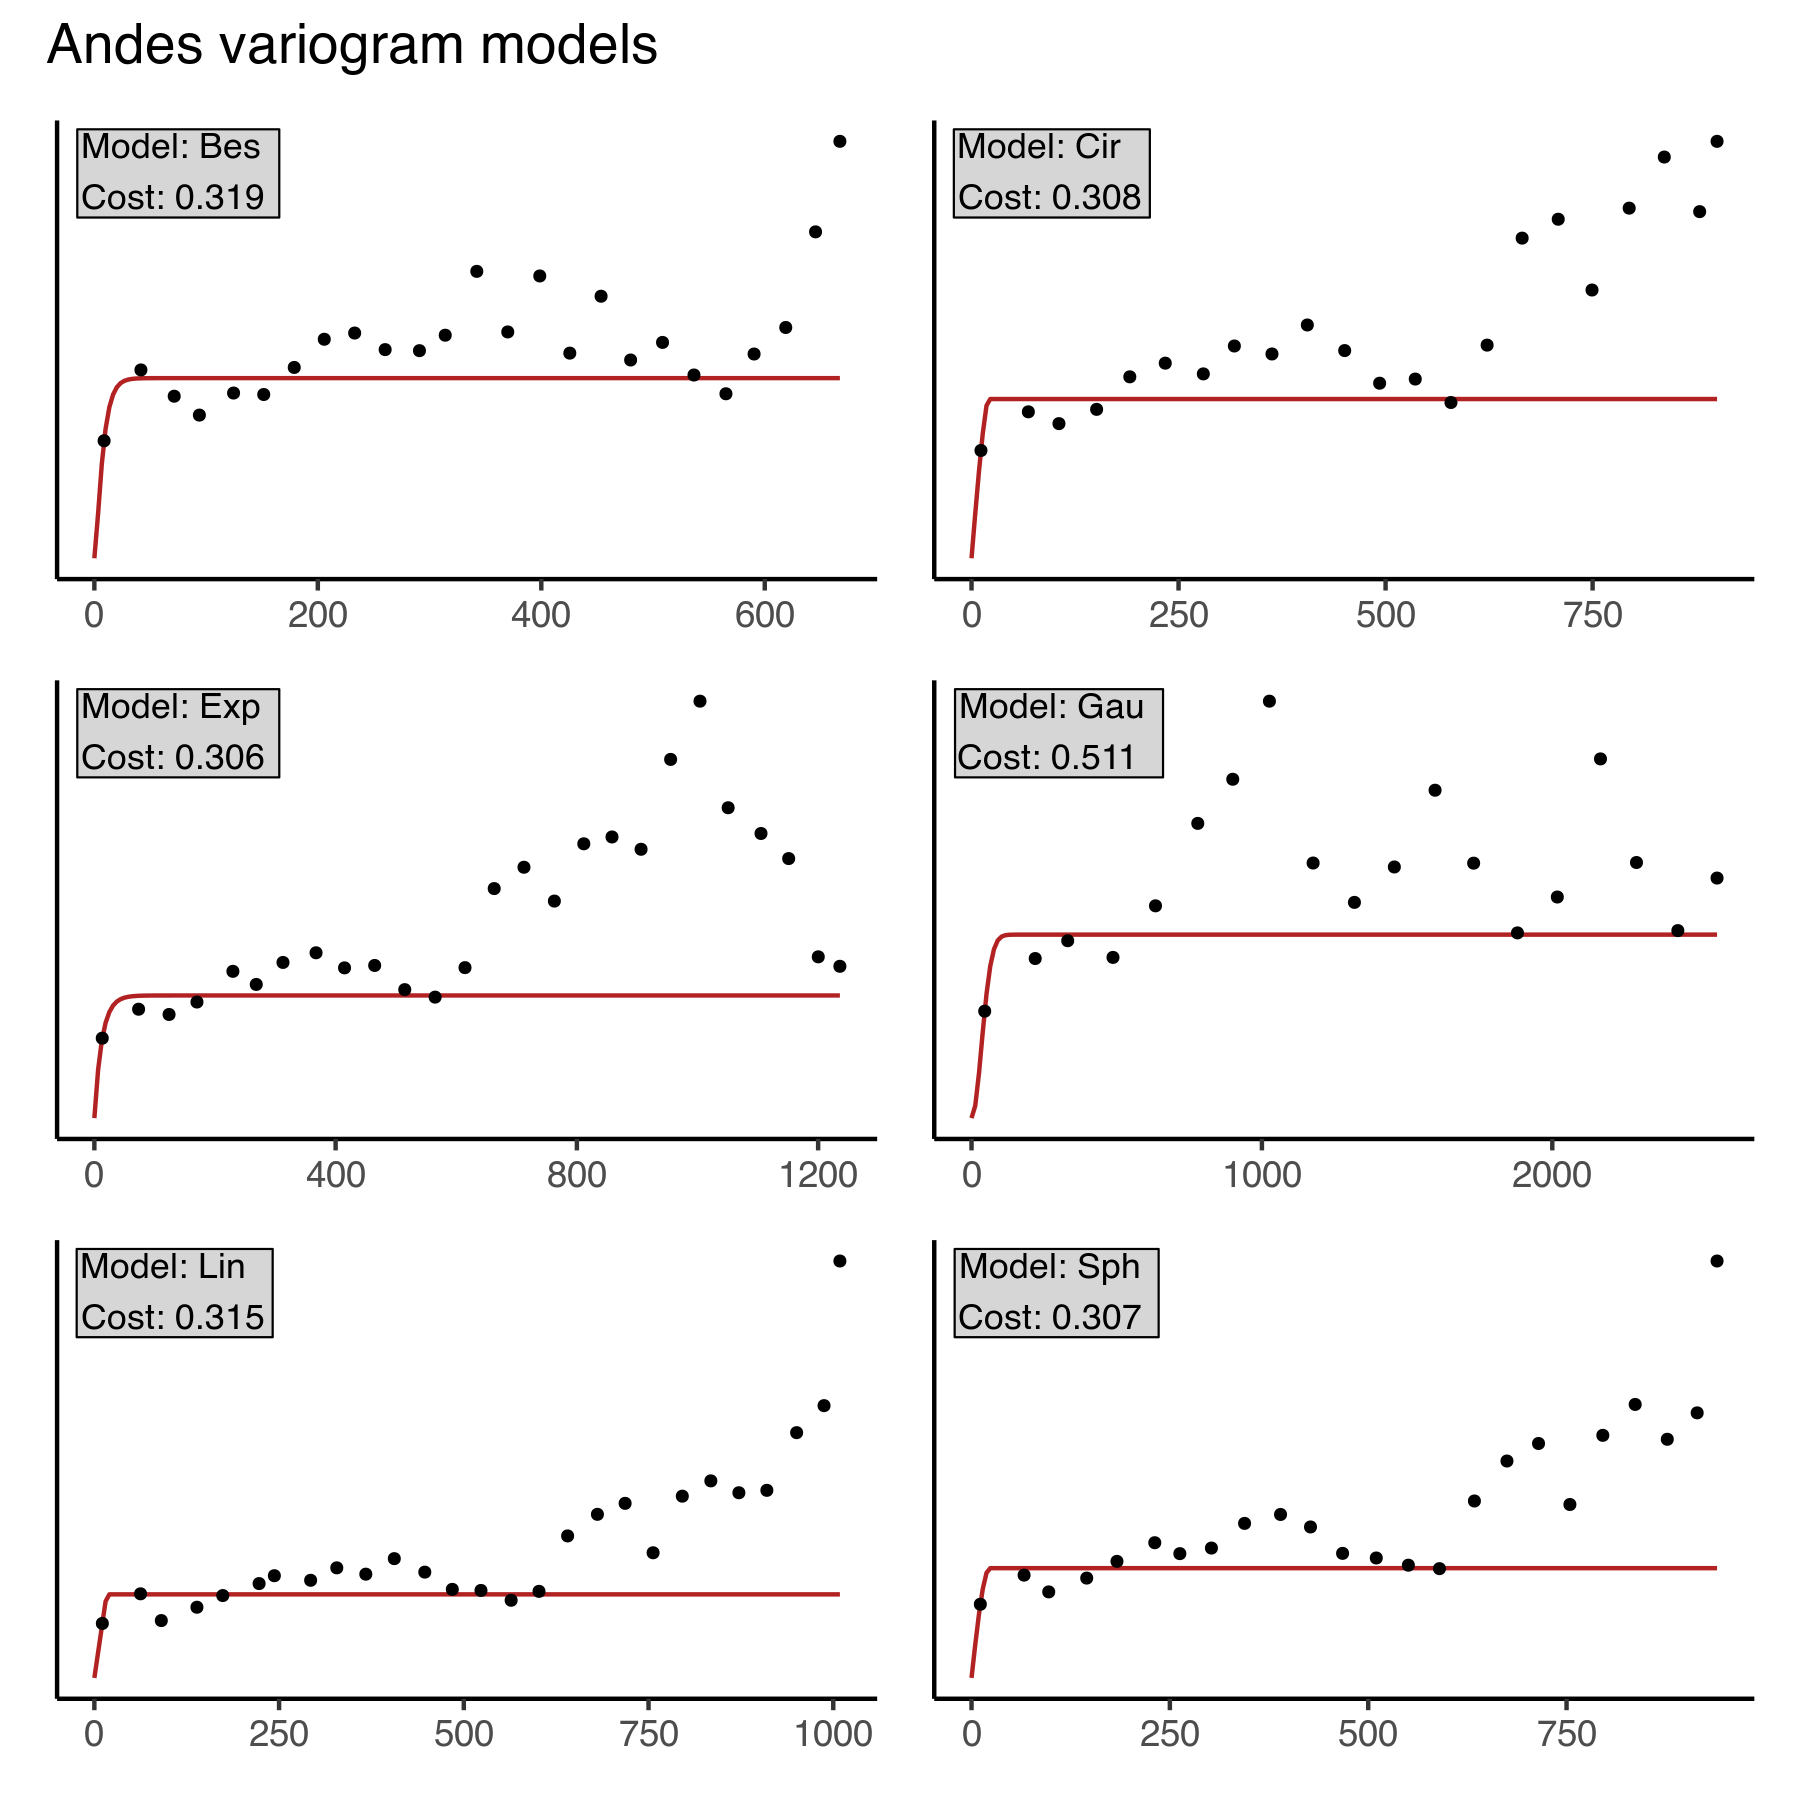 Andes variogram models
Model: Bes
Cost: 0.319
0 200 400 600
Model: Cir
Cost: 0.308
0 250 500 750
Model: Exp
Cost: 0.306
0 400 800 1200
Model: Gau
Cost: 0.511
0 1000 2000
Model: Lin
Cost: 0.315
0 250 500 750 1000
Model: Sph
Cost: 0.307
0 250 500 750